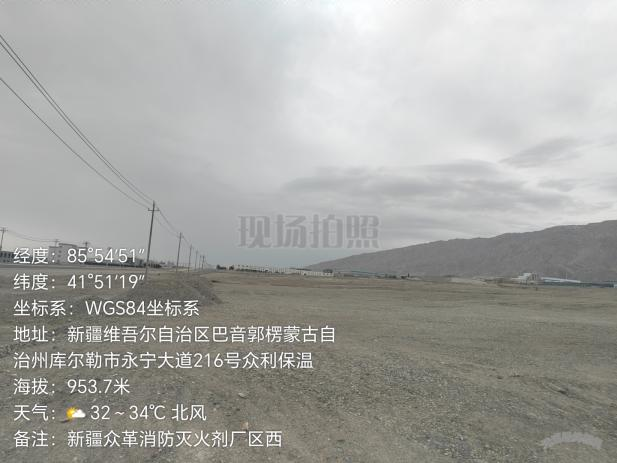 现场拍照
经度：85°54′51″
纬度：41°51′19″
坐标系：WGS84坐标系
地址：新疆维吾尔自治区巴音郭楞蒙古自
治州库尔勒市永宁大道216号众利保温
海拔：953.7米
天气：⛅ 32～34℃ 北风
备注：新疆众革消防灭火剂厂区西